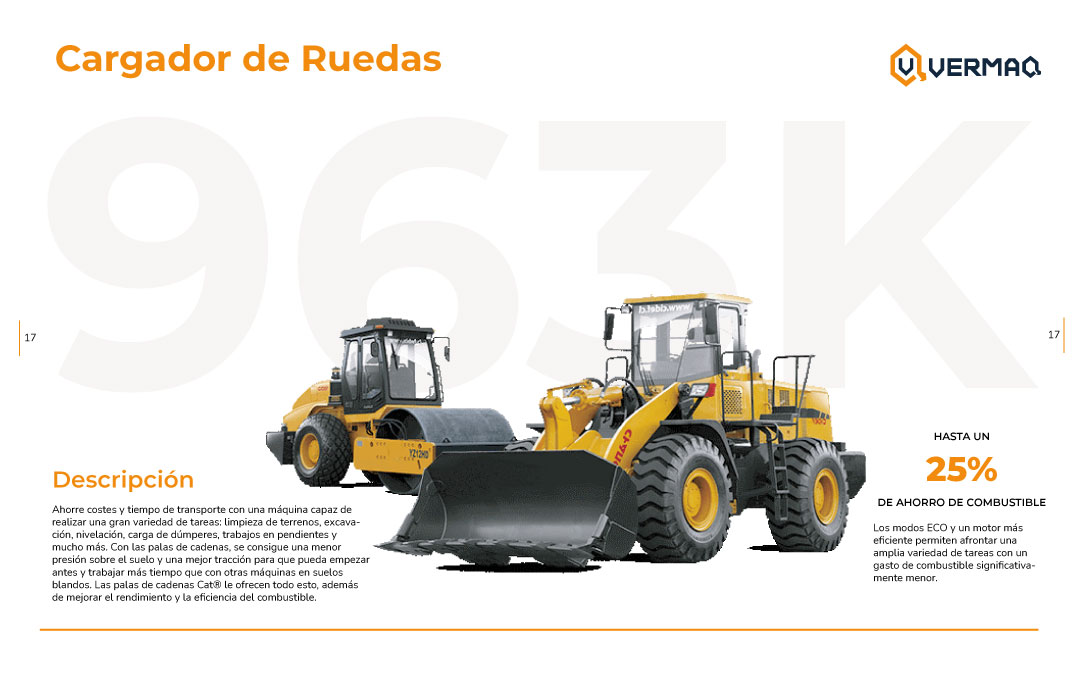 Cargador de Ruedas
VERMAQ
963K
17
17
YZ12HD
Descripción
Ahorre costes y tiempo de transporte con una máquina capaz de
realizar una gran variedad de tareas: limpieza de terrenos, excava-
ción, nivelación, carga de dúmperes, trabajos en pendientes y
mucho más. Con las palas de cadenas, se consigue una menor
presión sobre el suelo y una mejor tracción para que pueda empezar
antes y trabajar más tiempo que con otras máquinas en suelos
blandos. Las palas de cadenas Cat® le ofrecen todo esto, además
de mejorar el rendimiento y la eficiencia del combustible.
HASTA UN
25%
DE AHORRO DE COMBUSTIBLE
Los modos ECO y un motor más
eficiente permiten afrontar una
amplia variedad de tareas con un
gasto de combustible significativa-
mente menor.